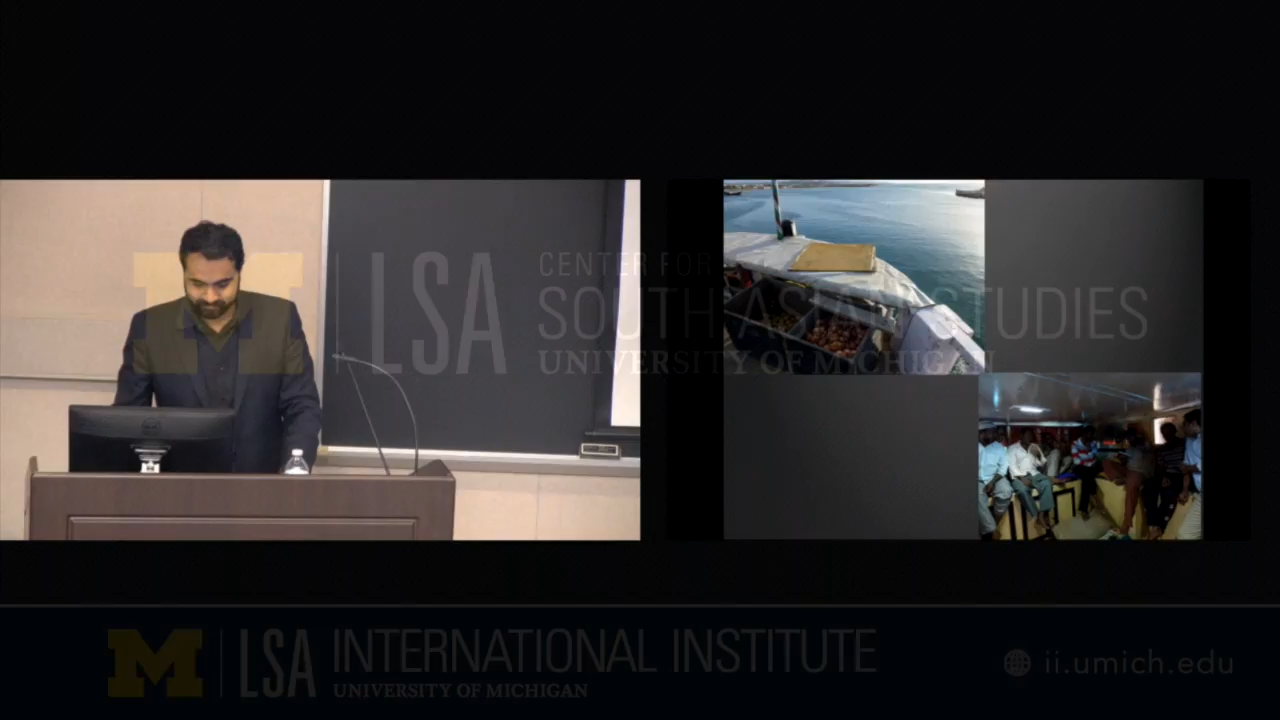 M LSA CENTER FOR
SOUTH ASIAN STUDIES
UNIVERSITY OF MICHIGAN
M LSA INTERNATIONAL INSTITUTE
UNIVERSITY OF MICHIGAN
ii.umich.edu